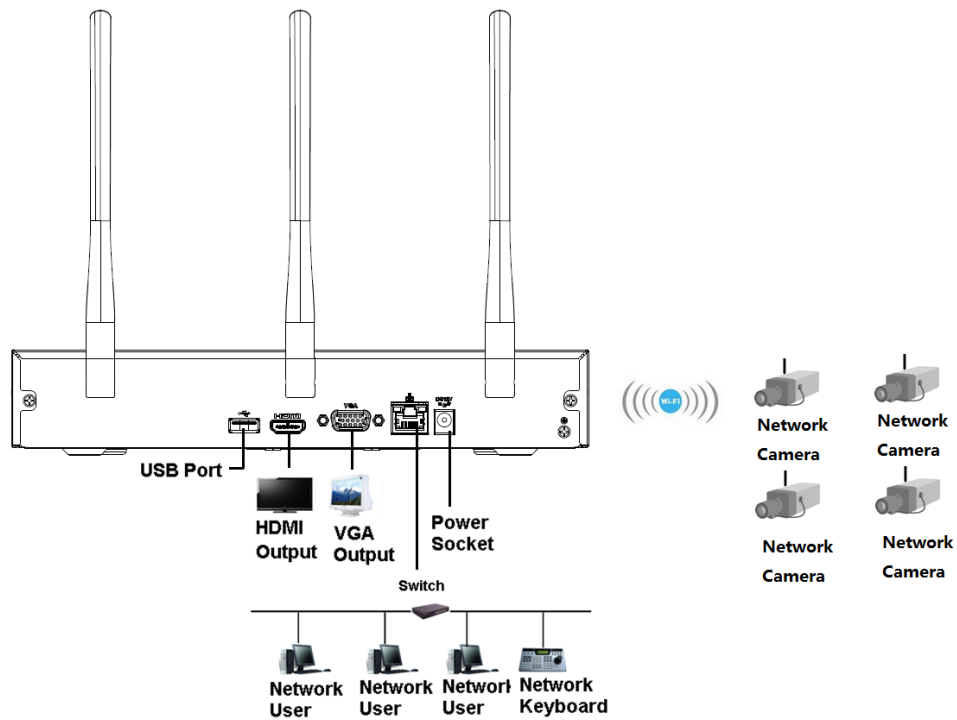 HDMI
VGA
USB Port
HDMI
Output
VGA
Output
Power
Socket
Switch
Network
User
Network
User
Network
User
Network
Keyboard
Wi-Fi
Network
Camera
Network
Camera
Network
Camera
Network
Camera